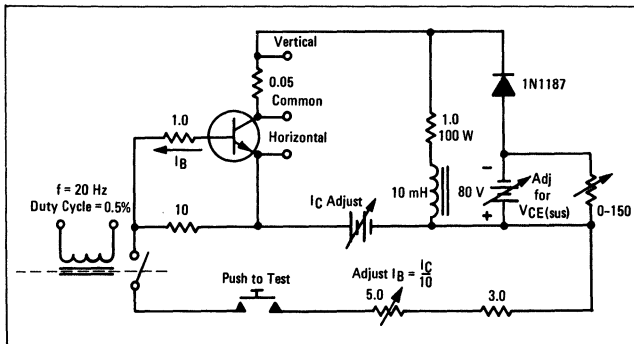 Vertical
0.05
Common
1.0
Horizontal
I_B
1N1187
1.0
100 W
f = 20 Hz
Duty Cycle = 0.5%
10
I_C Adjust
10 mH
80 V
−
+
Adj
for
V_CE(sus)
0-150
Push to Test
Adjust I_B = I_C/10
5.0
3.0